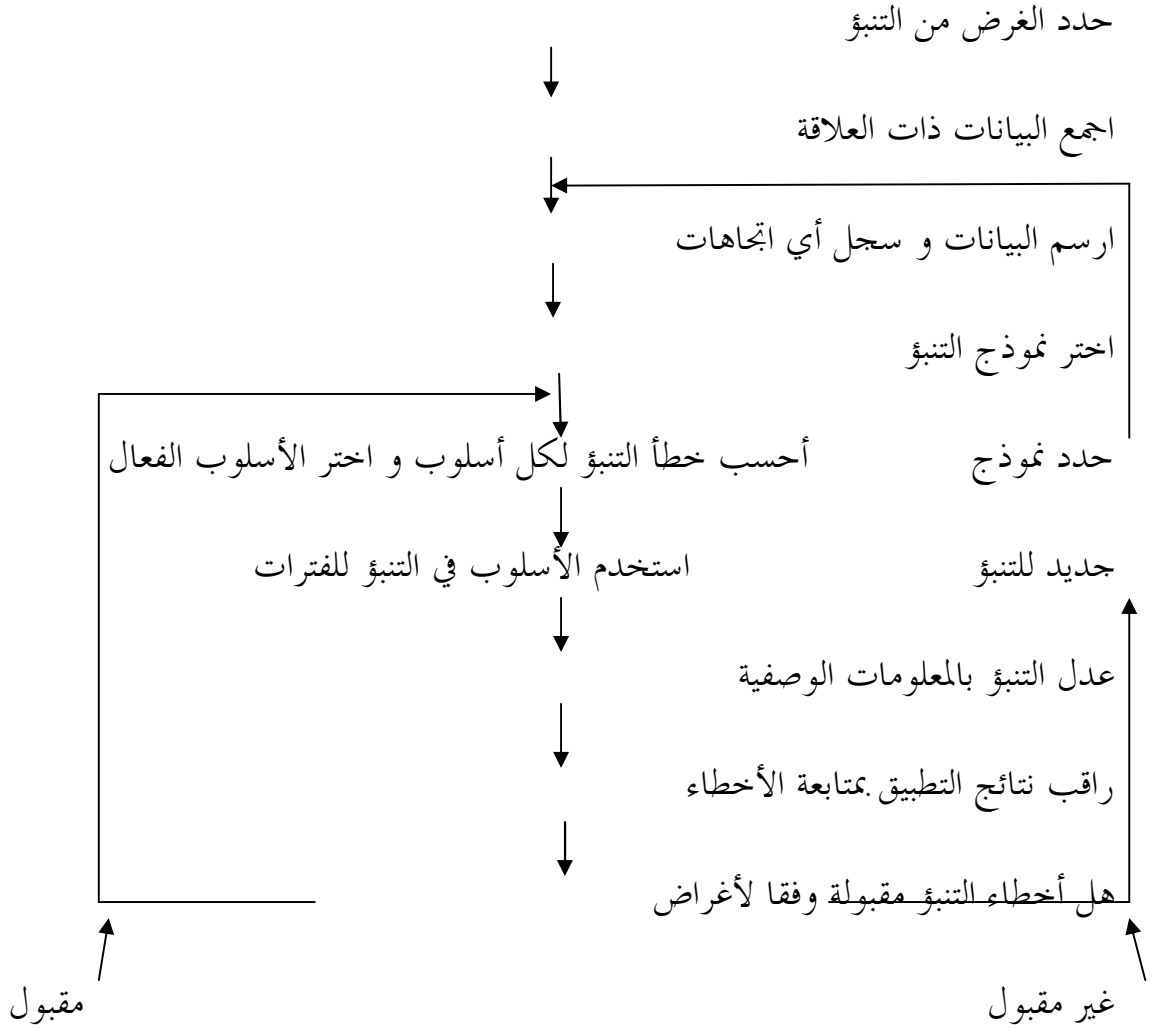 حدد الغرض من التنبؤ
اجمع البيانات ذات العلاقة
ارسم البيانات و سجل أي اتجاهات
اختر نموذج التنبؤ
حدد نموذج أحسب خطأ التنبؤ لكل أسلوب و اختر الأسلوب الفعال
جديد للتنبؤ استخدم الأسلوب في التنبؤ للفترات
عدل التنبؤ بالمعلومات الوصفية
راقب نتائج التطبيق بمتابعة الأخطاء
هل أخطاء التنبؤ مقبولة وفقا لأغراض
غير مقبول مقبول